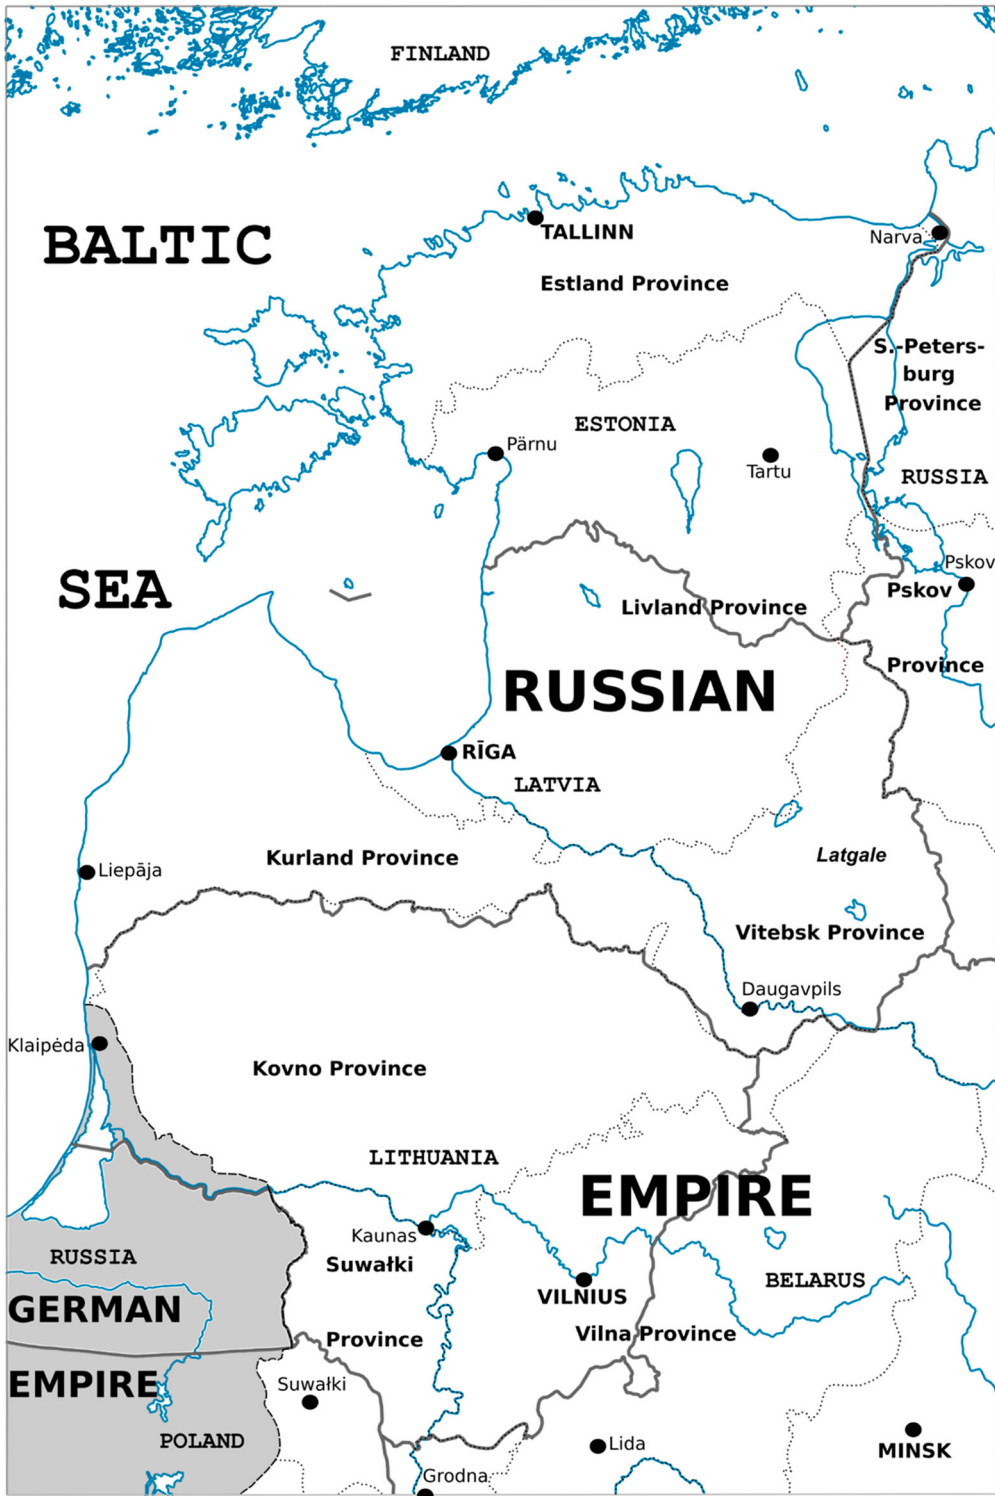 FINLAND
BALTIC
TALLINN
Narva
Estland Province
S.-Peters-
burg
Province
ESTONIA
Pärnu
Tartu
RUSSIA
Pskov
SEA
Pskov
Livland Province
Province
RUSSIAN
RĪGA
LATVIA
Latgale
Kurland Province
Liepāja
Vitebsk Province
Daugavpils
Klaipėda
Kovno Province
LITHUANIA
EMPIRE
Kaunas
RUSSIA
Suwałki
BELARUS
VILNIUS
GERMAN
Vilna Province
Province
EMPIRE
Suwałki
POLAND
Lida
MINSK
Grodna